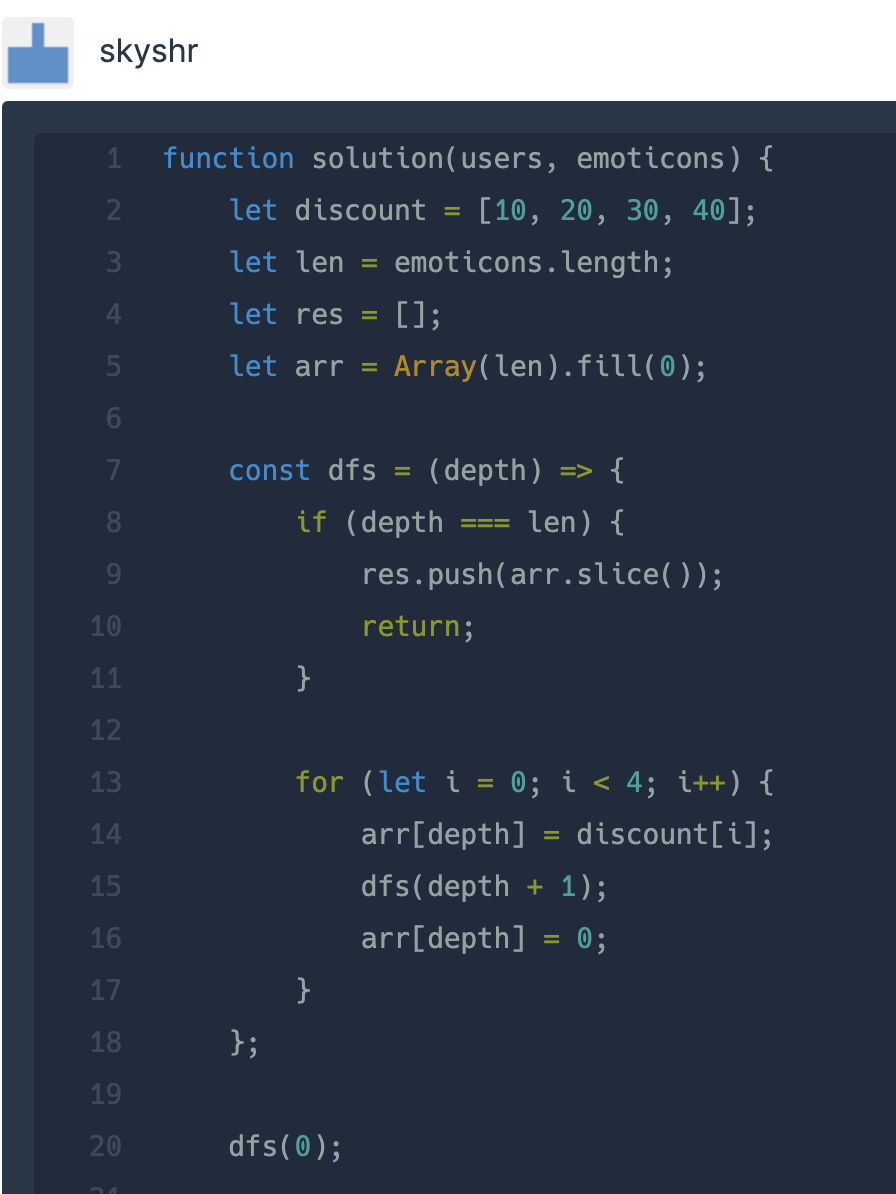 skyshr
1 function solution(users, emoticons) {
2     let discount = [10, 20, 30, 40];
3     let len = emoticons.length;
4     let res = [];
5     let arr = Array(len).fill(0);
6
7     const dfs = (depth) => {
8         if (depth === len) {
9             res.push(arr.slice());
10             return;
11         }
12
13         for (let i = 0; i < 4; i++) {
14             arr[depth] = discount[i];
15             dfs(depth + 1);
16             arr[depth] = 0;
17         }
18     };
19
20     dfs(0);